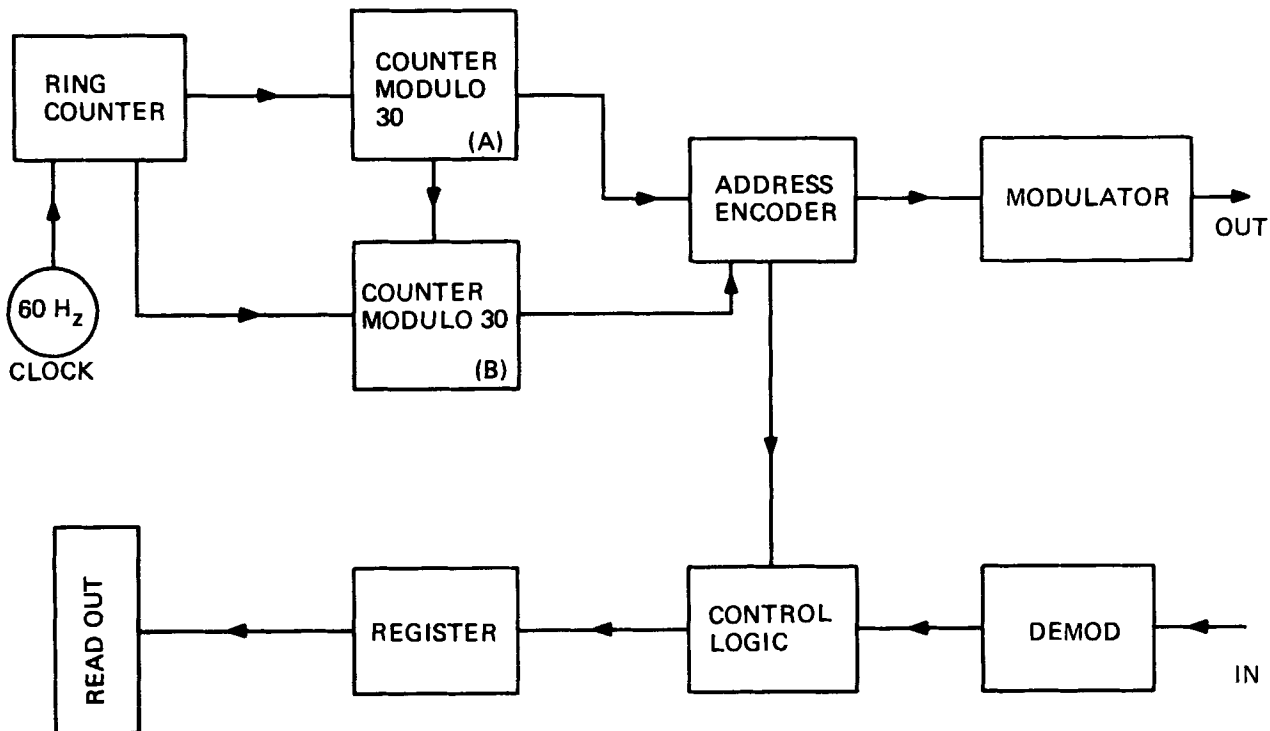 RING
COUNTER
COUNTER
MODULO
30
(A)
ADDRESS
ENCODER
MODULATOR
OUT
60 Hz
CLOCK
COUNTER
MODULO 30
(B)
READ OUT
REGISTER
CONTROL
LOGIC
DEMOD
IN